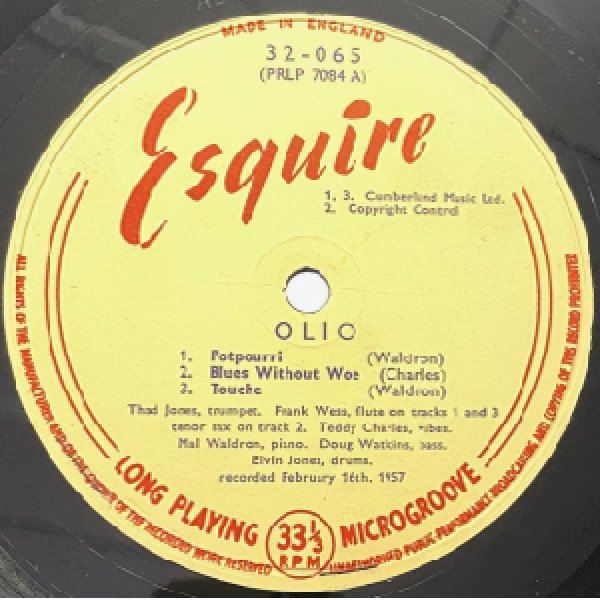 MADE IN ENGLAND
32-065
(PRLP 7084 A)
Esquire
1, 3. Cumberland Music Ltd.
2. Copyright Control
OLIO
1. Potpourri (Waldron)
2. Blues Without Woe (Charles)
3. Touche (Waldron)
Thad Jones, trumpet. Frank Wess, flute on tracks 1 and 3
tenor sax on track 2. Teddy Charles, vibes.
Mal Waldron, piano. Doug Watkins, bass.
Elvin Jones, drums.
recorded February 16th, 1957
LONG PLAYING 33⅓ RPM MICROGROOVE
ALL RIGHTS OF THE MANUFACTURER AND OF THE OWNER OF THE RECORDED WORK RESERVED
UNAUTHORISED PUBLIC PERFORMANCE BROADCASTING AND COPYING OF THIS RECORD PROHIBITED